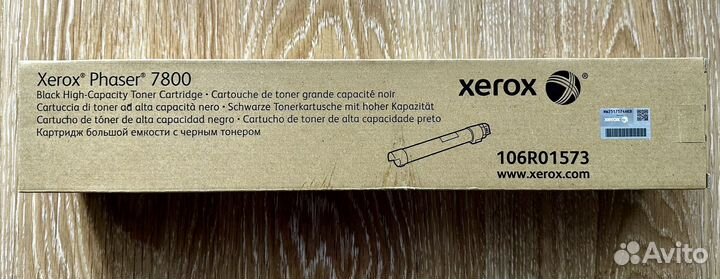 Xerox® Phaser® 7800
Black High-Capacity Toner Cartridge • Cartouche de toner grande capacité noir
Cartuccia di toner ad alta capacità nero • Schwarze Tonerkartusche mit hoher Kapazität
Cartucho de tóner de alta capacidad negro • Cartucho de toner de alta capacidade preto
Картридж большой емкости с черным тонером
xerox
xerox
106R01573
www.xerox.com
Avito